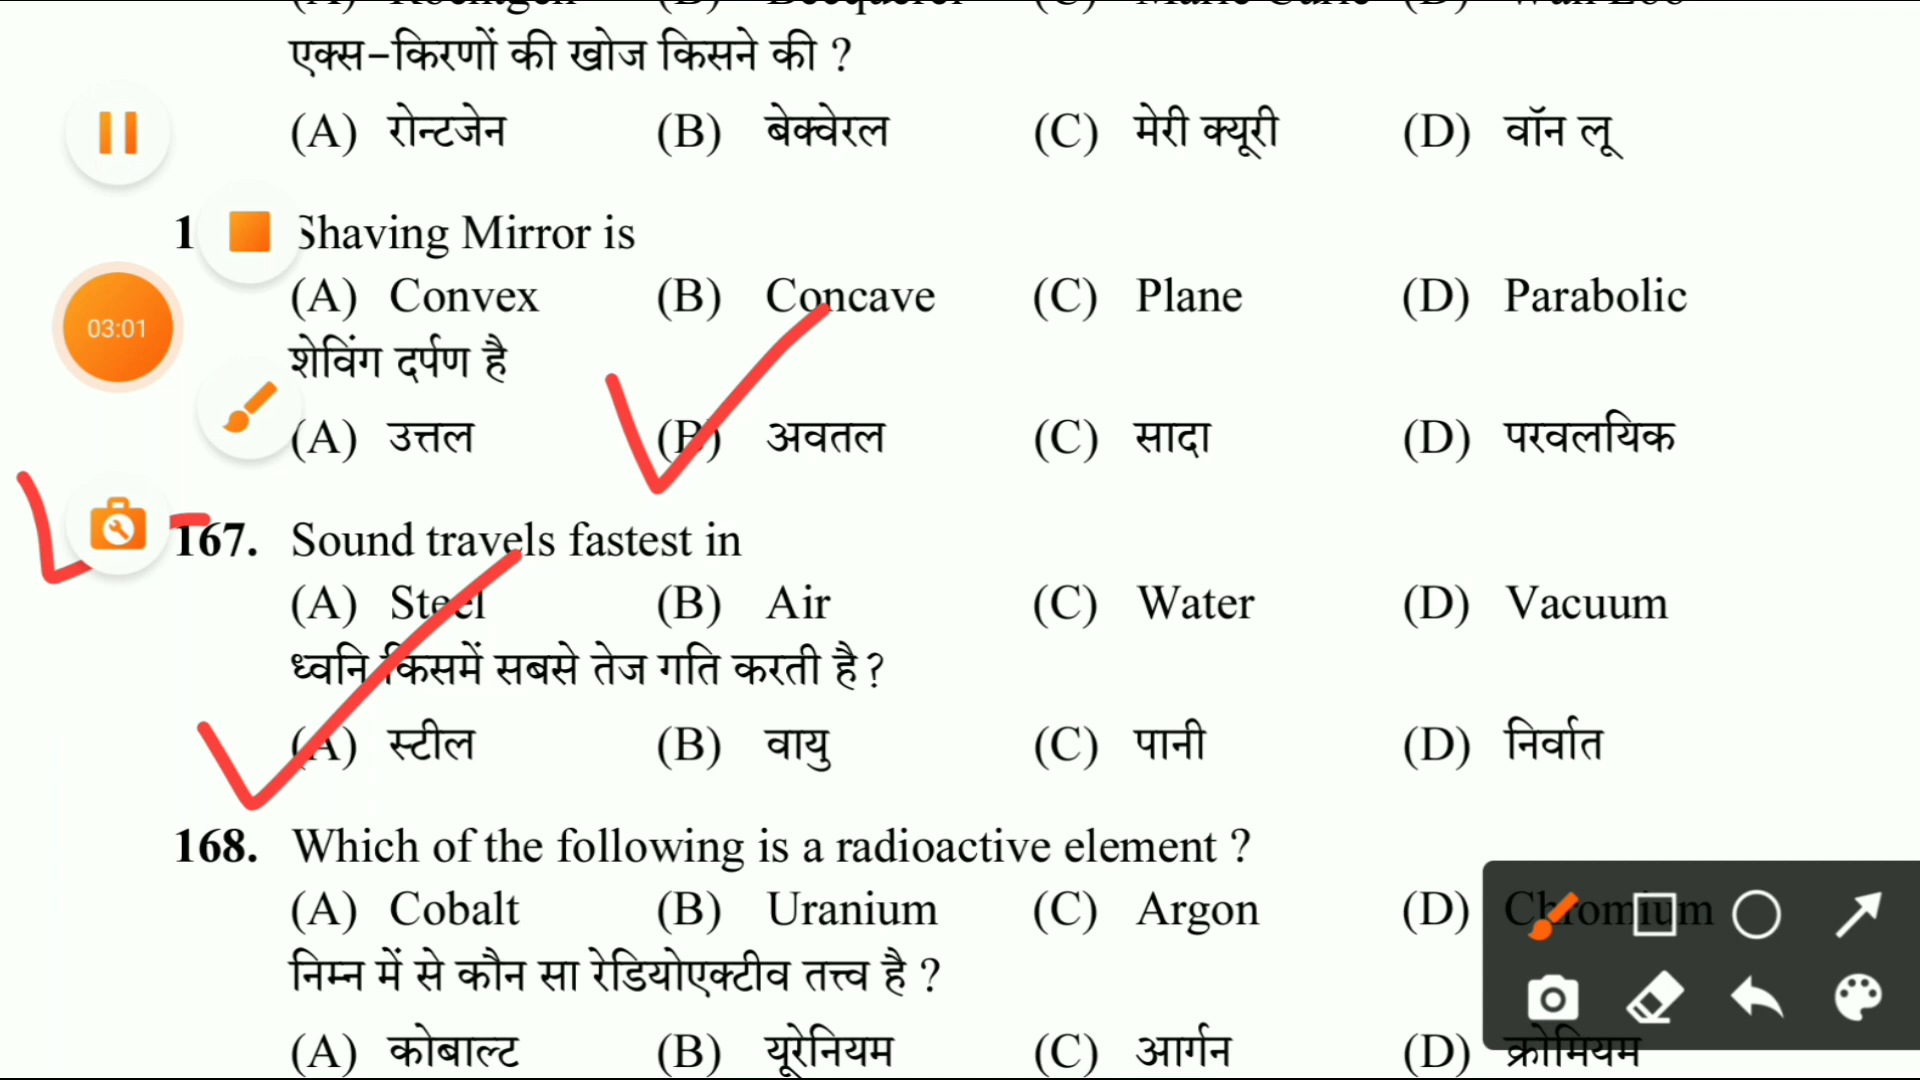 एक्स-किरणों की खोज किसने की ?
(A) रोन्टजेन (B) बेक्वेरल (C) मेरी क्यूरी (D) वॉन लू
1 Shaving Mirror is
(A) Convex (B) Concave (C) Plane (D) Parabolic
03:01
शेविंग दर्पण है
(A) उत्तल (B) अवतल (C) सादा (D) परवलयिक
167. Sound travels fastest in
(A) Steel (B) Air (C) Water (D) Vacuum
ध्वनि किसमें सबसे तेज गति करती है ?
(A) स्टील (B) वायु (C) पानी (D) निर्वात
168. Which of the following is a radioactive element ?
(A) Cobalt (B) Uranium (C) Argon (D) Chromium
निम्न में से कौन सा रेडियोएक्टीव तत्त्व है ?
(A) कोबाल्ट (B) यूरेनियम (C) आर्गन (D) क्रोमियम